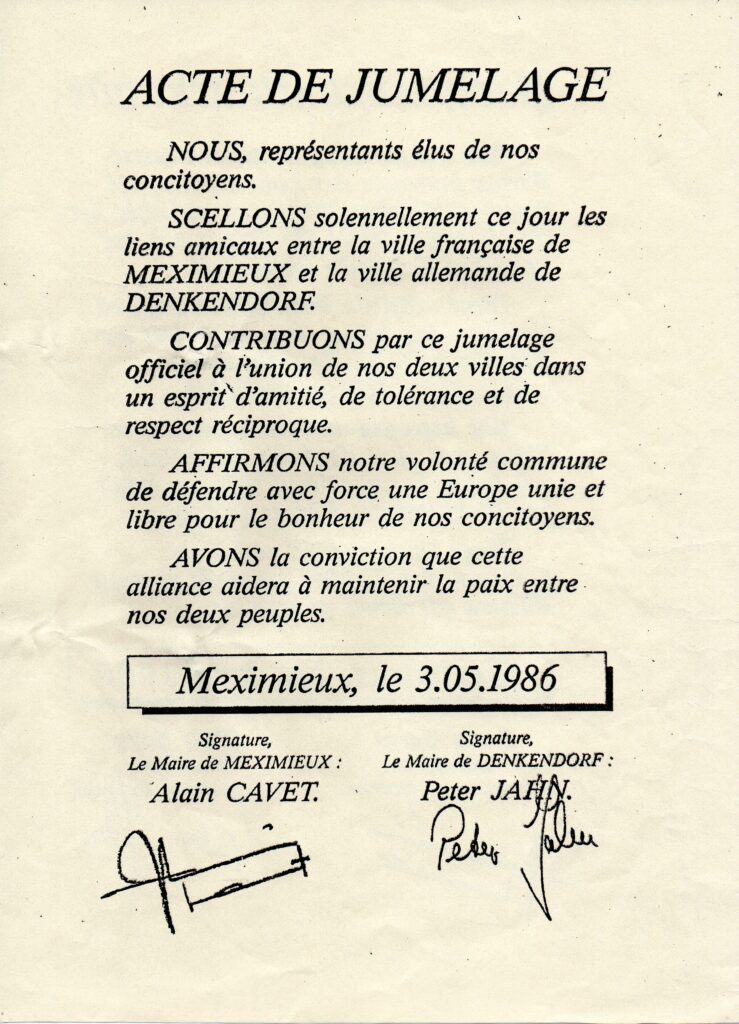 ACTE DE JUMELAGE
NOUS, représentants élus de nos
concitoyens.
SCELLONS solennellement ce jour les
liens amicaux entre la ville française de
MEXIMIEUX et la ville allemande de
DENKENDORF.
CONTRIBUONS par ce jumelage
officiel à l'union de nos deux villes dans
un esprit d'amitié, de tolérance et de
respect réciproque.
AFFIRMONS notre volonté commune
de défendre avec force une Europe unie et
libre pour le bonheur de nos concitoyens.
AVONS la conviction que cette
alliance aidera à maintenir la paix entre
nos deux peuples.
Meximieux, le 3.05.1986
Signature,
Le Maire de MEXIMIEUX :
Alain CAVET.
Signature,
Le Maire de DENKENDORF :
Peter JAHN.
Peter Jahn